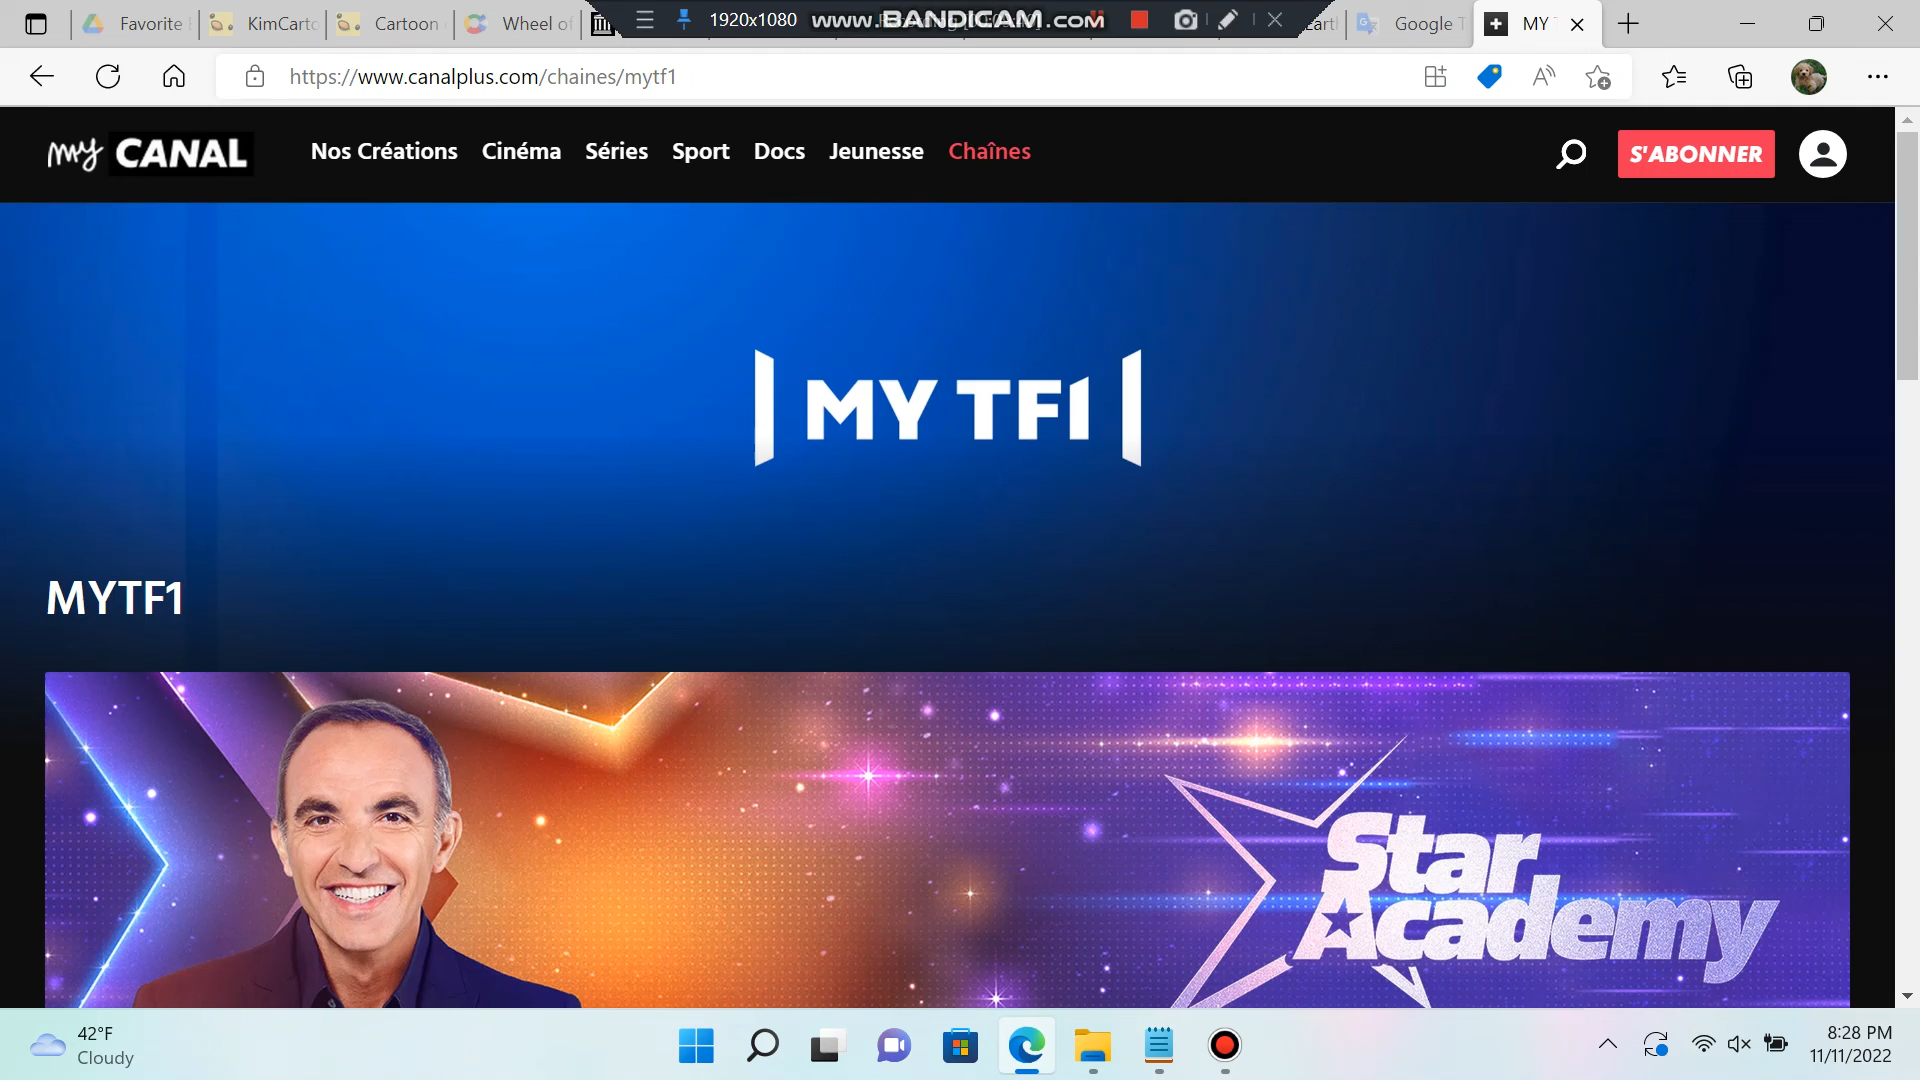 Favorite
KimCarto
Cartoon
Wheel of
1920x1080
www.BANDICAM.com
Earth
Google T
MY
https://www.canalplus.com/chaines/mytf1
my CANAL
Nos Créations
Cinéma
Séries
Sport
Docs
Jeunesse
Chaînes
S'ABONNER
MY TF1
MYTF1
Star
Academy
42°F
Cloudy
8:28 PM
11/11/2022